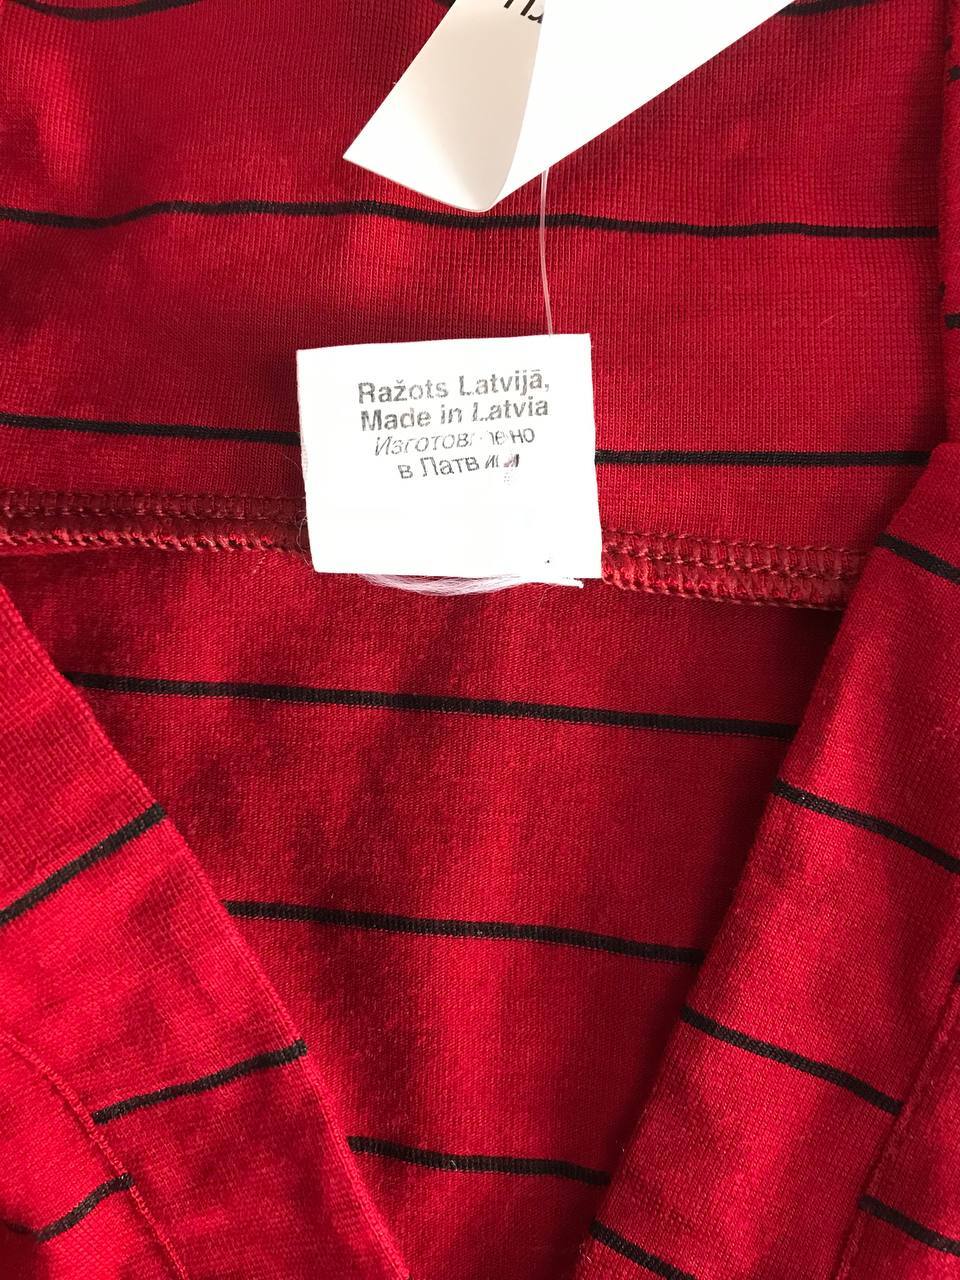 Ražots Latvijā,
Made in Latvia
Изготовлено
в Латвии